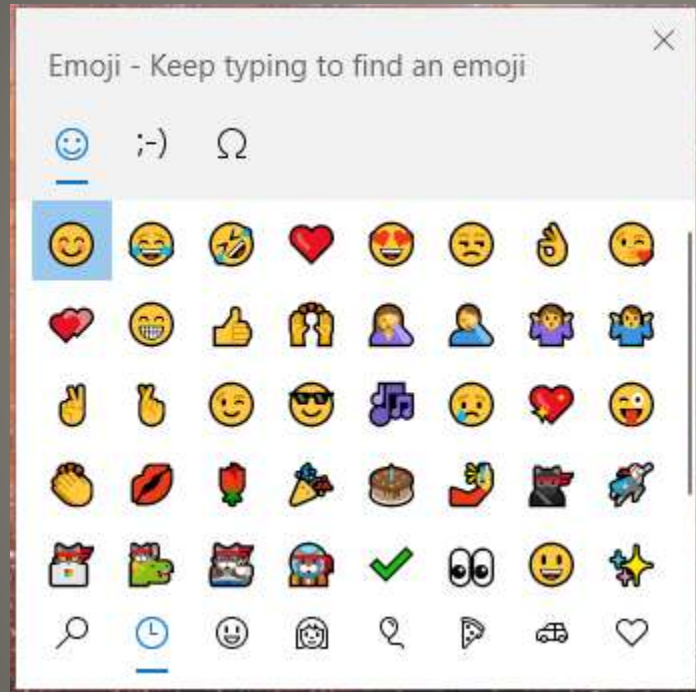 Emoji - Keep typing to find an emoji
;-) Ω